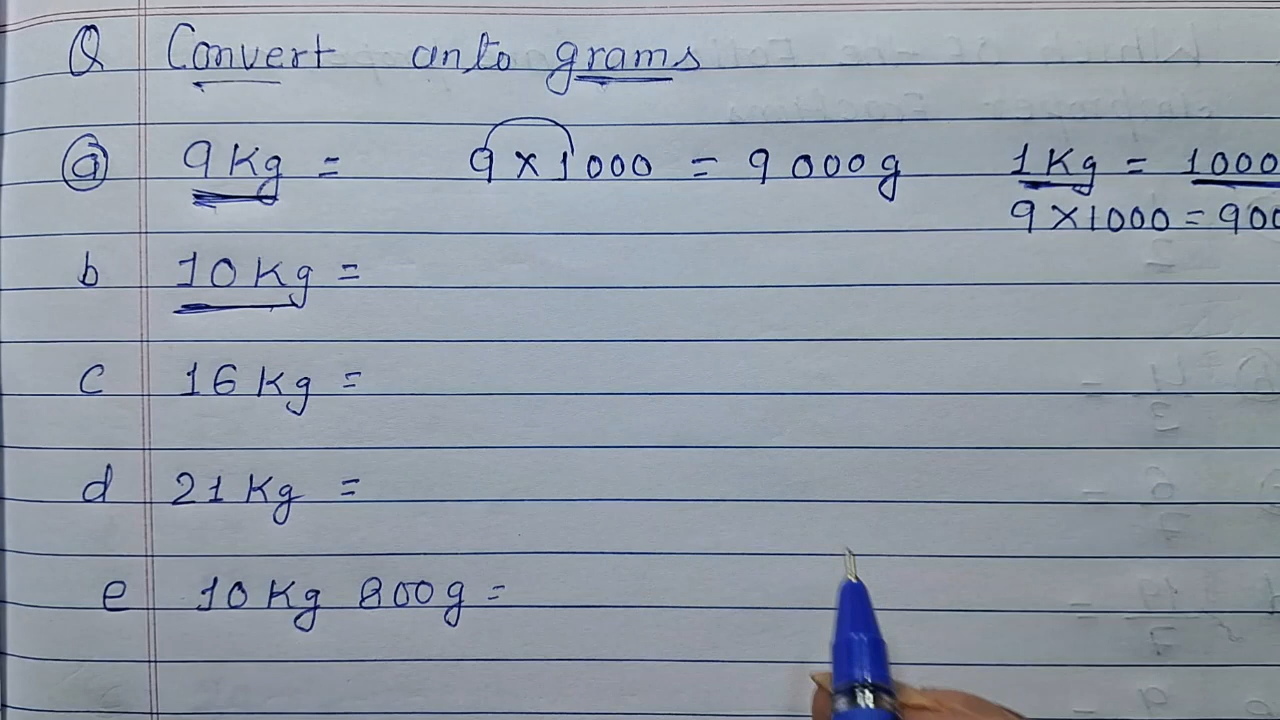 Q Convert into grams
a 9 Kg = 9 x 1000 = 9000g 1 Kg = 1000
9 x 1000 = 900
b 10 Kg =
c 16 Kg =
d 21 Kg =
e 10 Kg 800g =